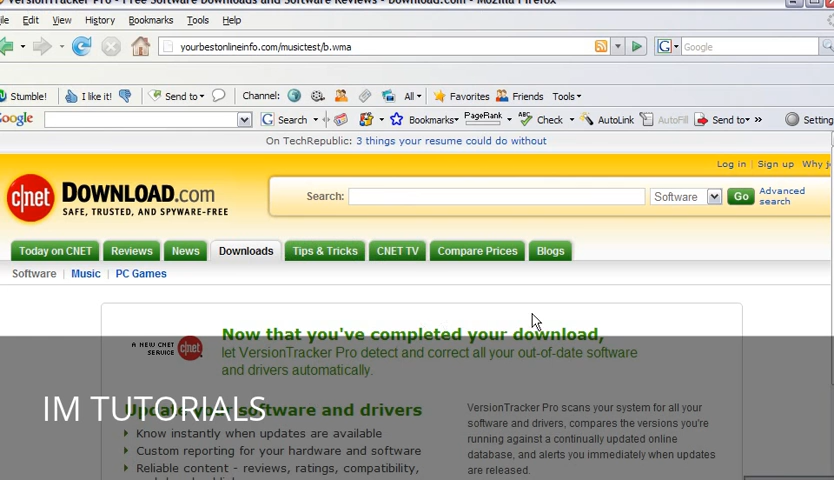 VersionTracker Pro - Free Software Downloads and Software Reviews - Download.com - Mozilla Firefox
Edit View History Bookmarks Tools Help
yourbestonlineinfo.com/musictest/b.wma
Google
Stumble! I like it! Send to Channel: All Favorites Friends Tools
Google Search PageRank Bookmarks Check AutoLink AutoFill Send to Setting
On TechRepublic: 3 things your resume could do without
Log in | Sign up | Why j
c|net DOWNLOAD.com
SAFE, TRUSTED, AND SPYWARE-FREE
Search: Software Go Advanced search
Today on CNET Reviews News Downloads Tips & Tricks CNET TV Compare Prices Blogs
Software | Music | PC Games
A NEW CNET SERVICE c|net
Now that you've completed your download,
let VersionTracker Pro detect and correct all your out-of-date software
and drivers automatically.
Update your software and drivers
Know instantly when updates are available
Custom reporting for your hardware and software
Reliable content - reviews, ratings, compatibility,
VersionTracker Pro scans your system for all your
software and drivers, compares the versions you're
running against a continually updated online
database, and alerts you immediately when updates
are released.
IM TUTORIALS